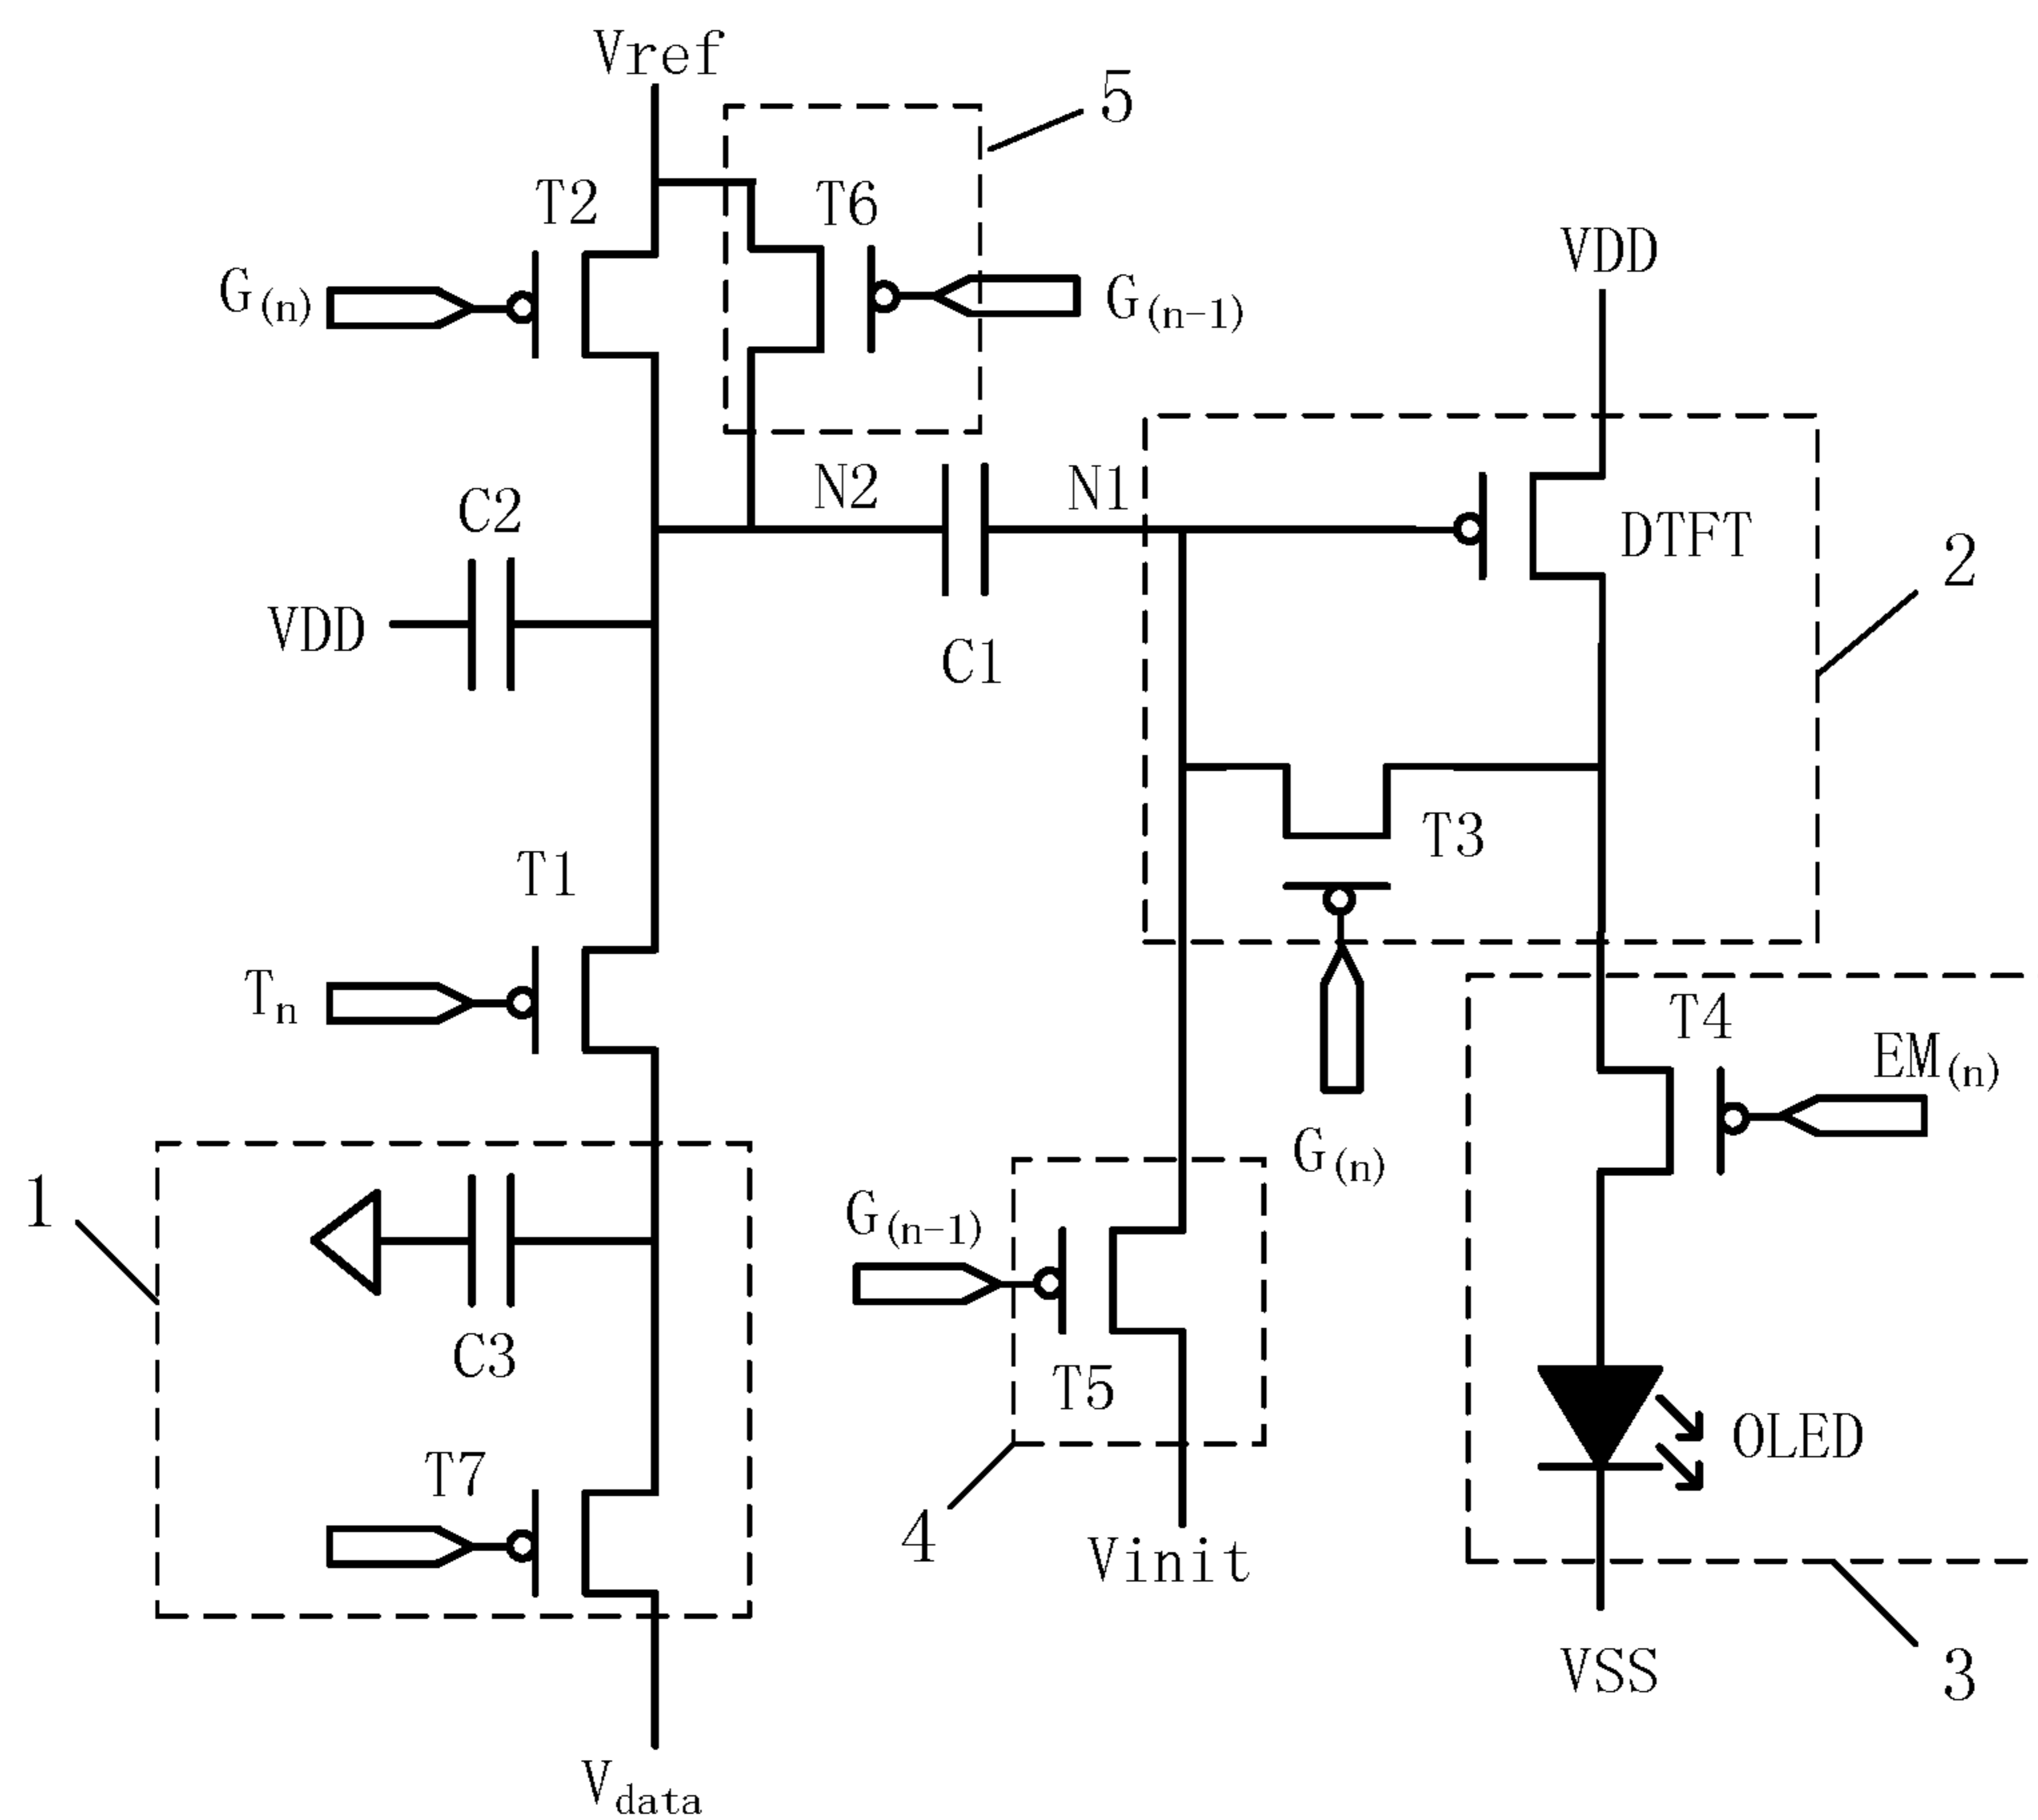 Vref
5
T2
T6
VDD
G(n)
G(n-1)
N2
N1
C2
DTFT
2
VDD
C1
T3
T1
Tn
T4
EM(n)
G(n)
1
G(n-1)
C3
T5
OLED
T7
4
Vinit
VSS
3
Vdata